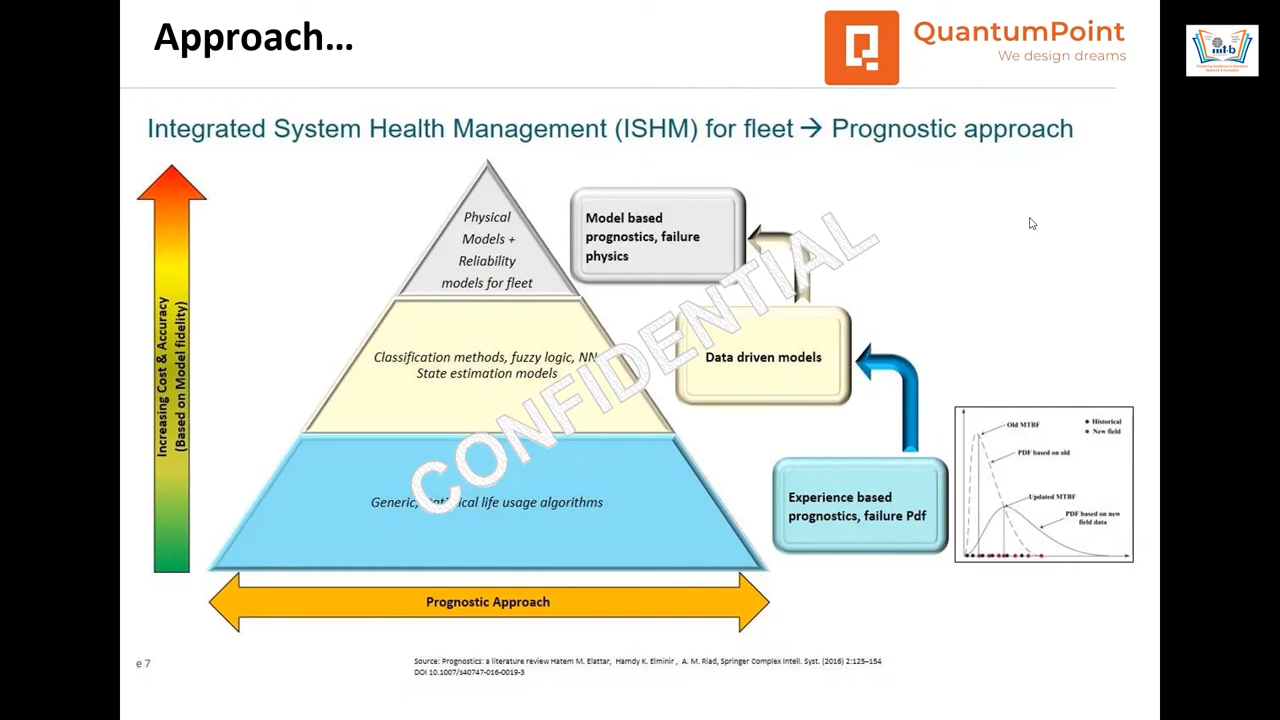 Approach...
QuantumPoint
We design dreams
Integrated System Health Management (ISHM) for fleet → Prognostic approach
Increasing Cost & Accuracy
(Based on Model fidelity)
Physical
Models +
Reliability
models for fleet
Model based
prognostics, failure
physics
Classification methods, fuzzy logic, NN
State estimation models
Data driven models
Generic, life usage algorithms
Experience based
prognostics, failure Pdf
CONFIDENTIAL
Old MTBF
Historical
New field
PDF based on old
Updated MTBF
PDF based on new
field data
Prognostic Approach
e 7
Source: Prognostics: a literature review Hatem M. Elattar, Hamdy K. Elminir , A. M. Riad, Springer Complex Intell. Syst. (2016) 2:125–154
DOI 10.1007/s40747-016-0019-3